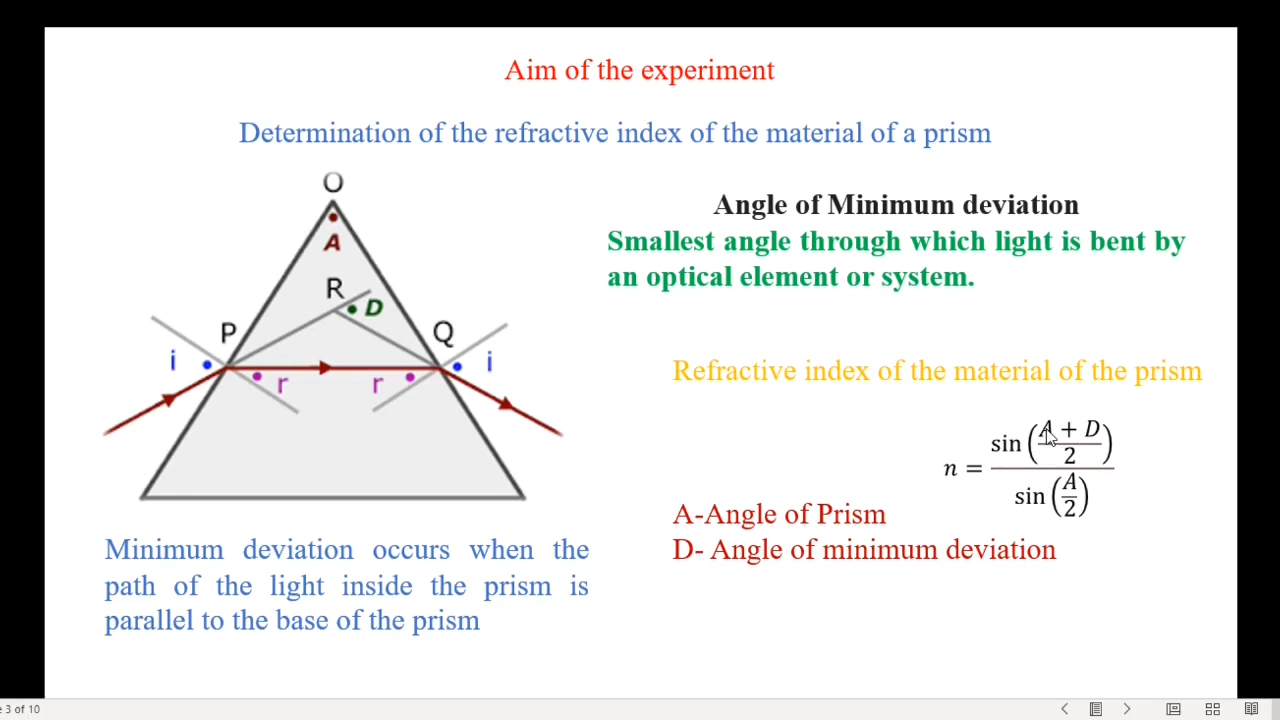 Aim of the experiment
Determination of the refractive index of the material of a prism
O
A
R
D
P
Q
i
i
r
r
Angle of Minimum deviation
Smallest angle through which light is bent by
an optical element or system.
Refractive index of the material of the prism
n = sin((A + D)/2) / sin(A/2)
A-Angle of Prism
D- Angle of minimum deviation
Minimum deviation occurs when the
path of the light inside the prism is
parallel to the base of the prism
e 3 of 10